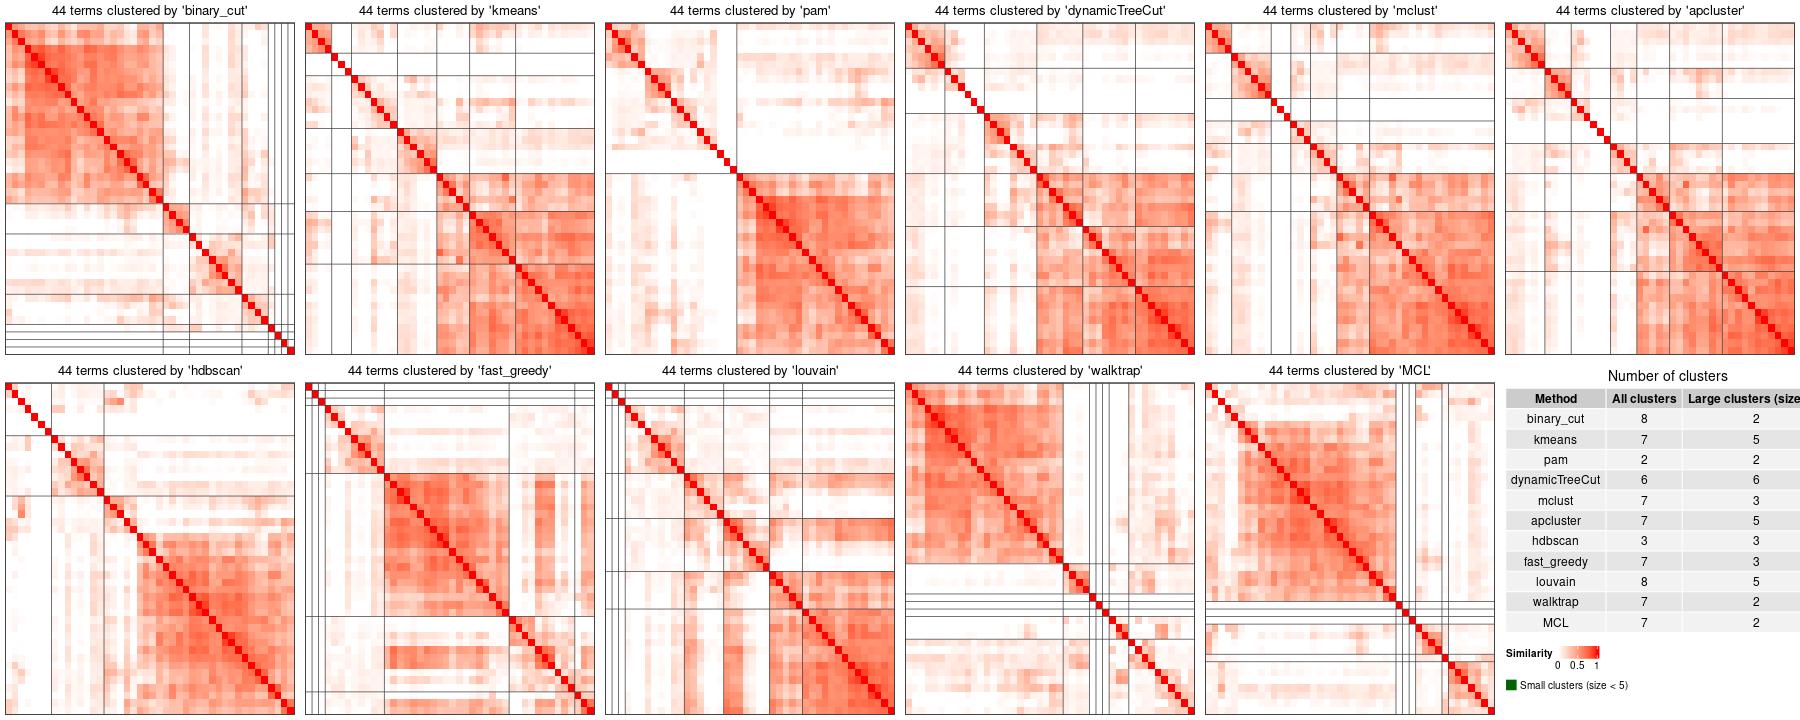 44 terms clustered by 'binary_cut'
44 terms clustered by 'kmeans'
44 terms clustered by 'pam'
44 terms clustered by 'dynamicTreeCut'
44 terms clustered by 'mclust'
44 terms clustered by 'apcluster'
44 terms clustered by 'hdbscan'
44 terms clustered by 'fast_greedy'
44 terms clustered by 'louvain'
44 terms clustered by 'walktrap'
44 terms clustered by 'MCL'
Number of clusters
Method All clusters Large clusters (size
binary_cut 8 2
kmeans 7 5
pam 2 2
dynamicTreeCut 6 6
mclust 7 3
apcluster 7 5
hdbscan 3 3
fast_greedy 7 3
louvain 8 5
walktrap 7 2
MCL 7 2
Similarity
0 0.5 1
Small clusters (size < 5)